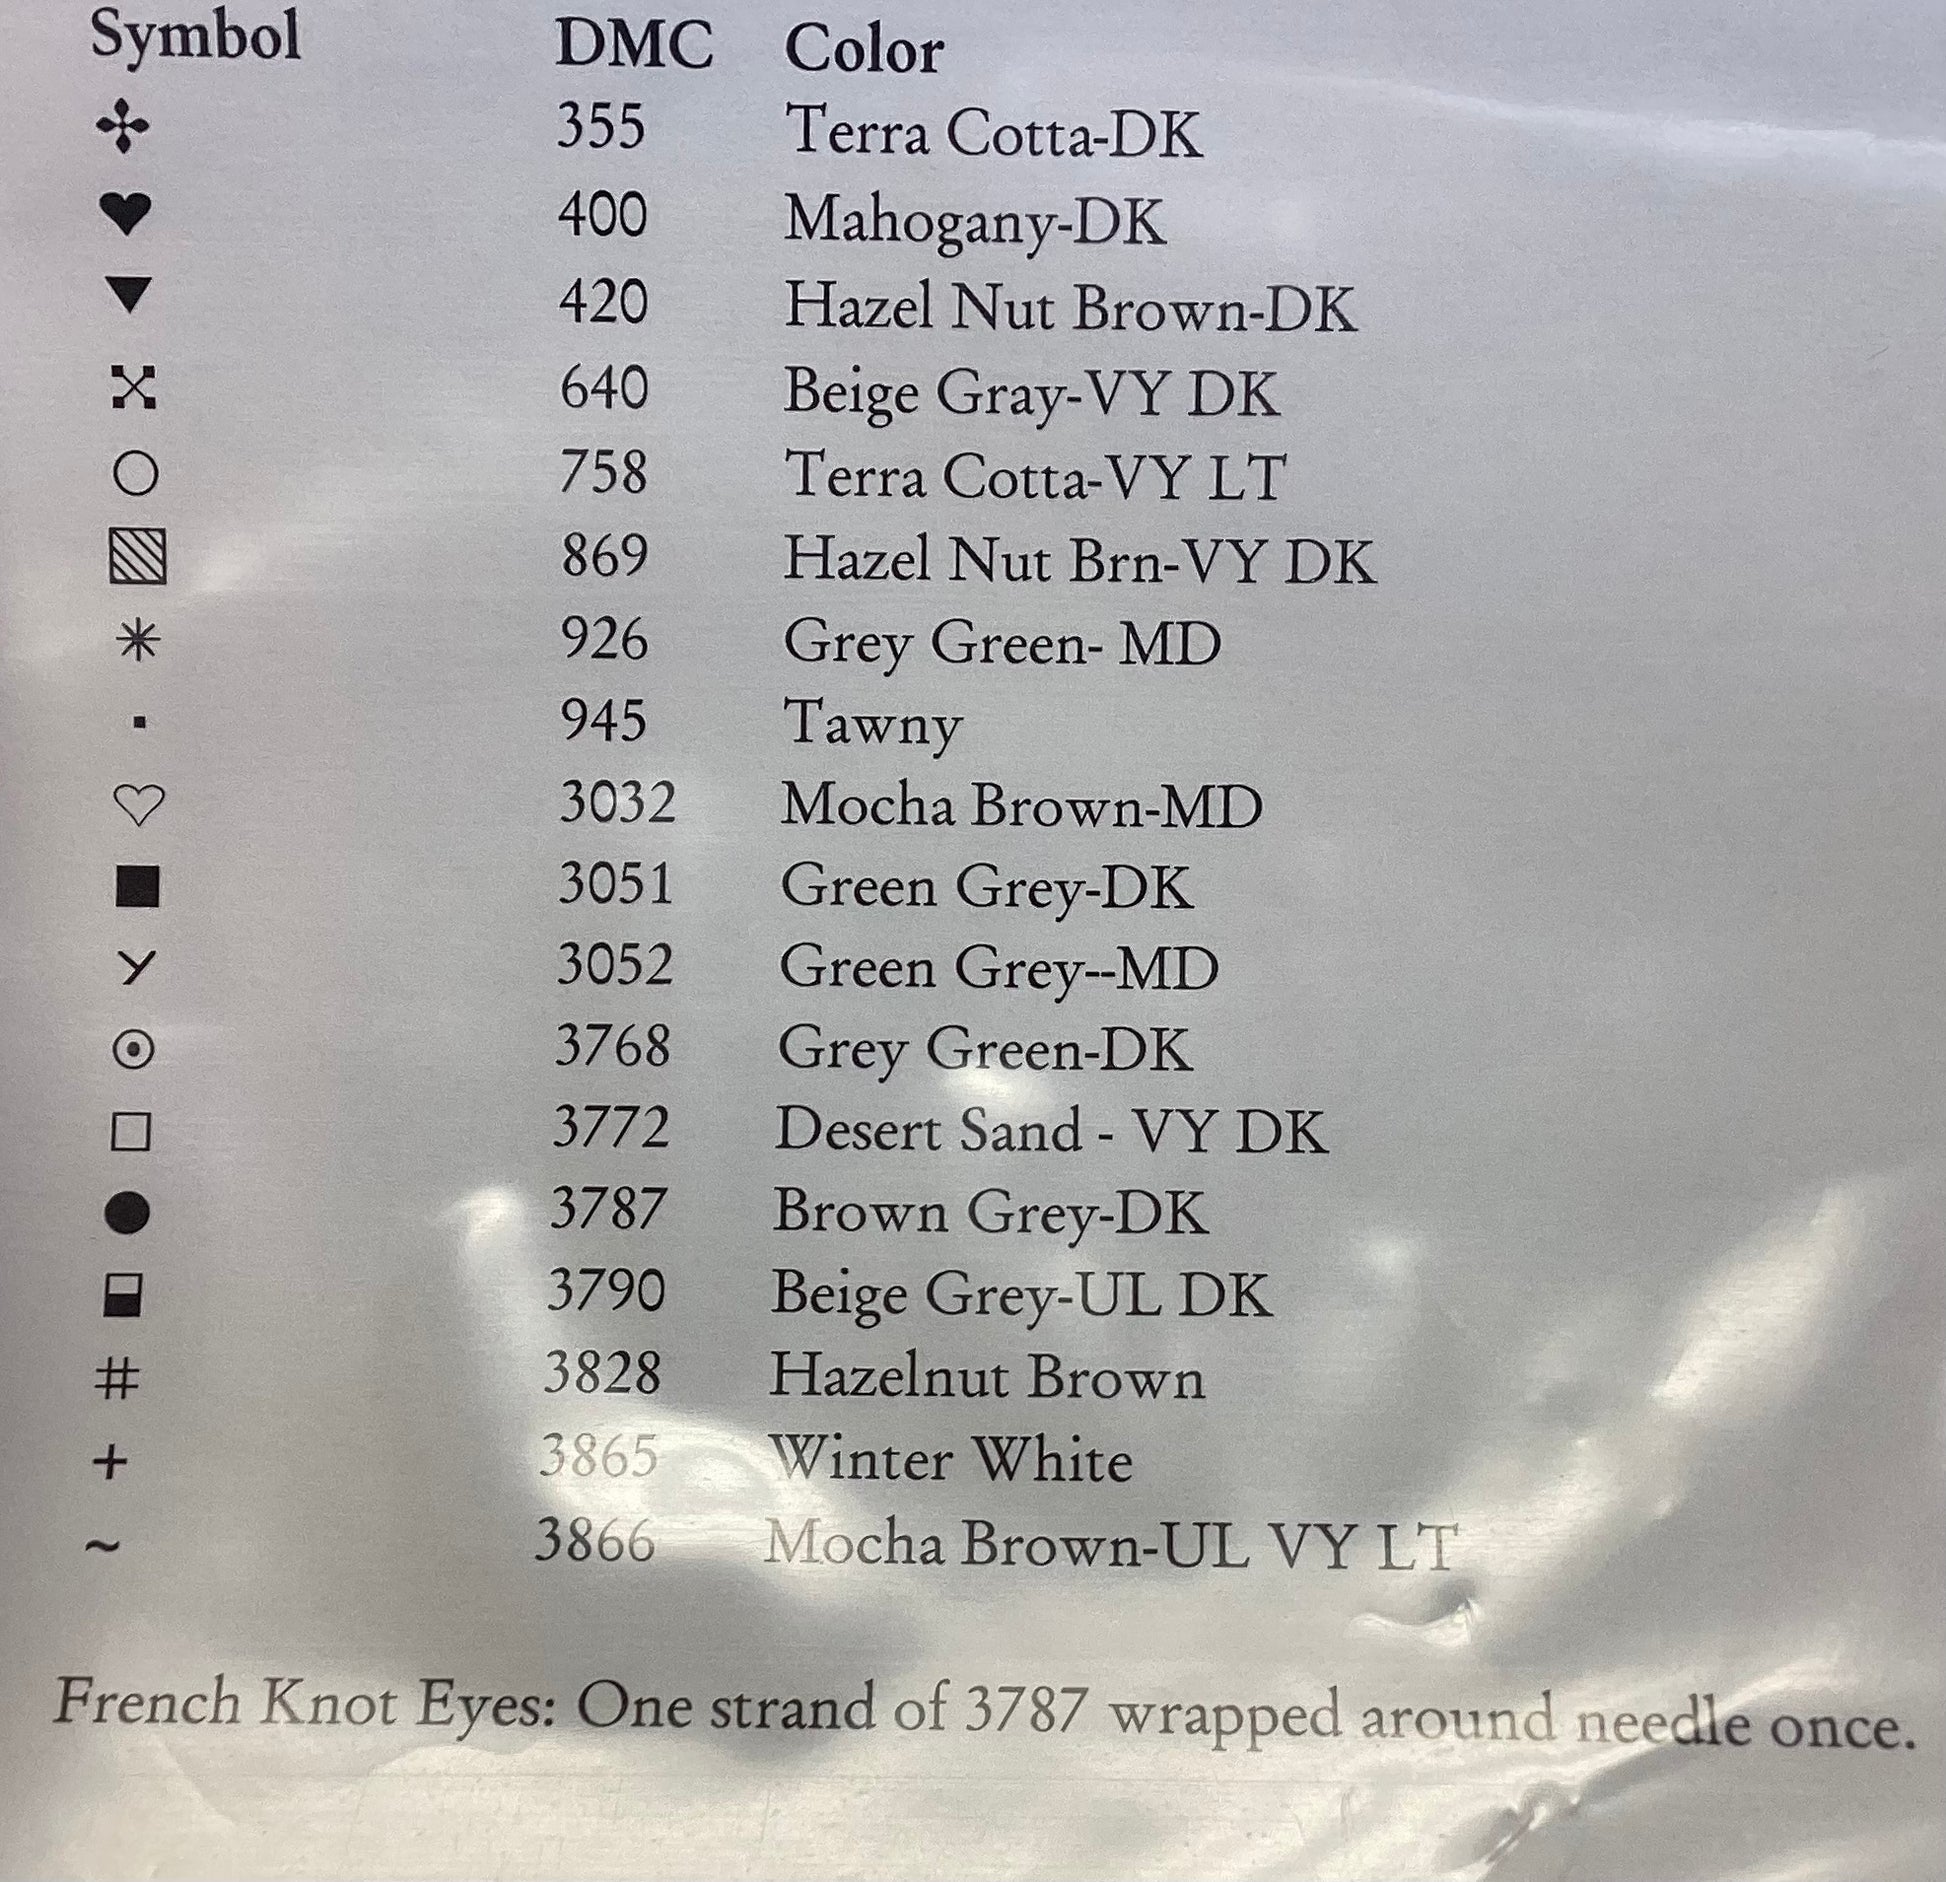 Symbol DMC Color
✣ 355 Terra Cotta-DK
♥ 400 Mahogany-DK
▼ 420 Hazel Nut Brown-DK
640 Beige Gray-VY DK
○ 758 Terra Cotta-VY LT
▧ 869 Hazel Nut Brn-VY DK
✳ 926 Grey Green- MD
▪ 945 Tawny
♡ 3032 Mocha Brown-MD
■ 3051 Green Grey-DK
Y 3052 Green Grey--MD
⊙ 3768 Grey Green-DK
□ 3772 Desert Sand - VY DK
● 3787 Brown Grey-DK
⬓ 3790 Beige Grey-UL DK
# 3828 Hazelnut Brown
+ 3865 Winter White
~ 3866 Mocha Brown-UL VY LT
French Knot Eyes: One strand of 3787 wrapped around needle once.